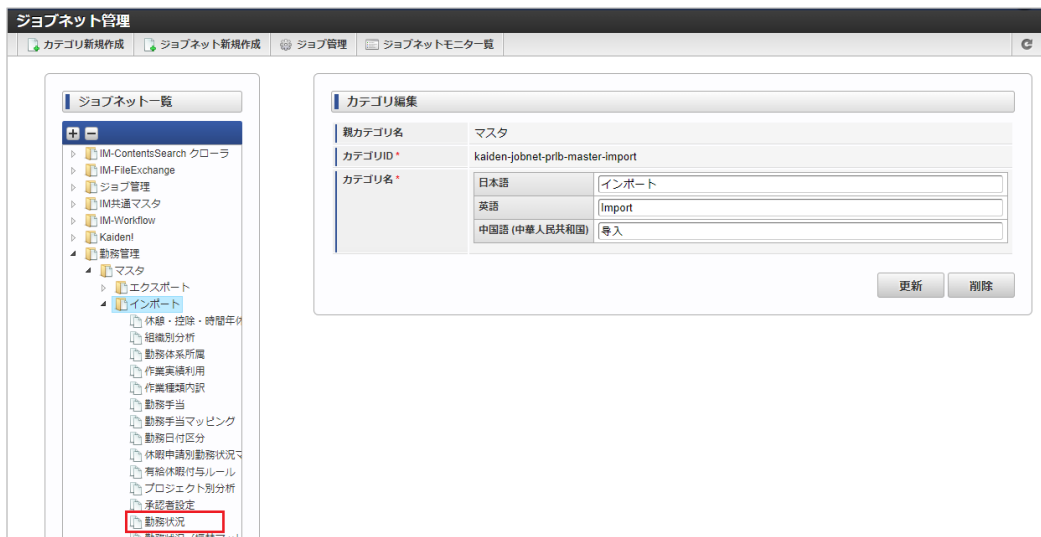 ジョブネット管理
カテゴリ新規作成 ジョブネット新規作成 ジョブ管理 ジョブネットモニタ一覧
ジョブネット一覧
IM-ContentsSearch クローラ
IM-FileExchange
ジョブ管理
IM共通マスタ
IM-Workflow
Kaiden!
勤務管理
マスタ
エクスポート
インポート
休憩・控除・時間年休
組織別分析
勤務体系所属
作業実績利用
作業種類内訳
勤務手当
勤務手当マッピング
勤務日付区分
休暇申請別勤務状況マ
有給休暇付与ルール
プロジェクト別分析
承認者設定
勤務状況
カテゴリ編集
親カテゴリ名 マスタ
カテゴリID * kaiden-jobnet-prlb-master-import
カテゴリ名 * 日本語 インポート
英語 Import
中国語 (中華人民共和国) 导入
更新 削除